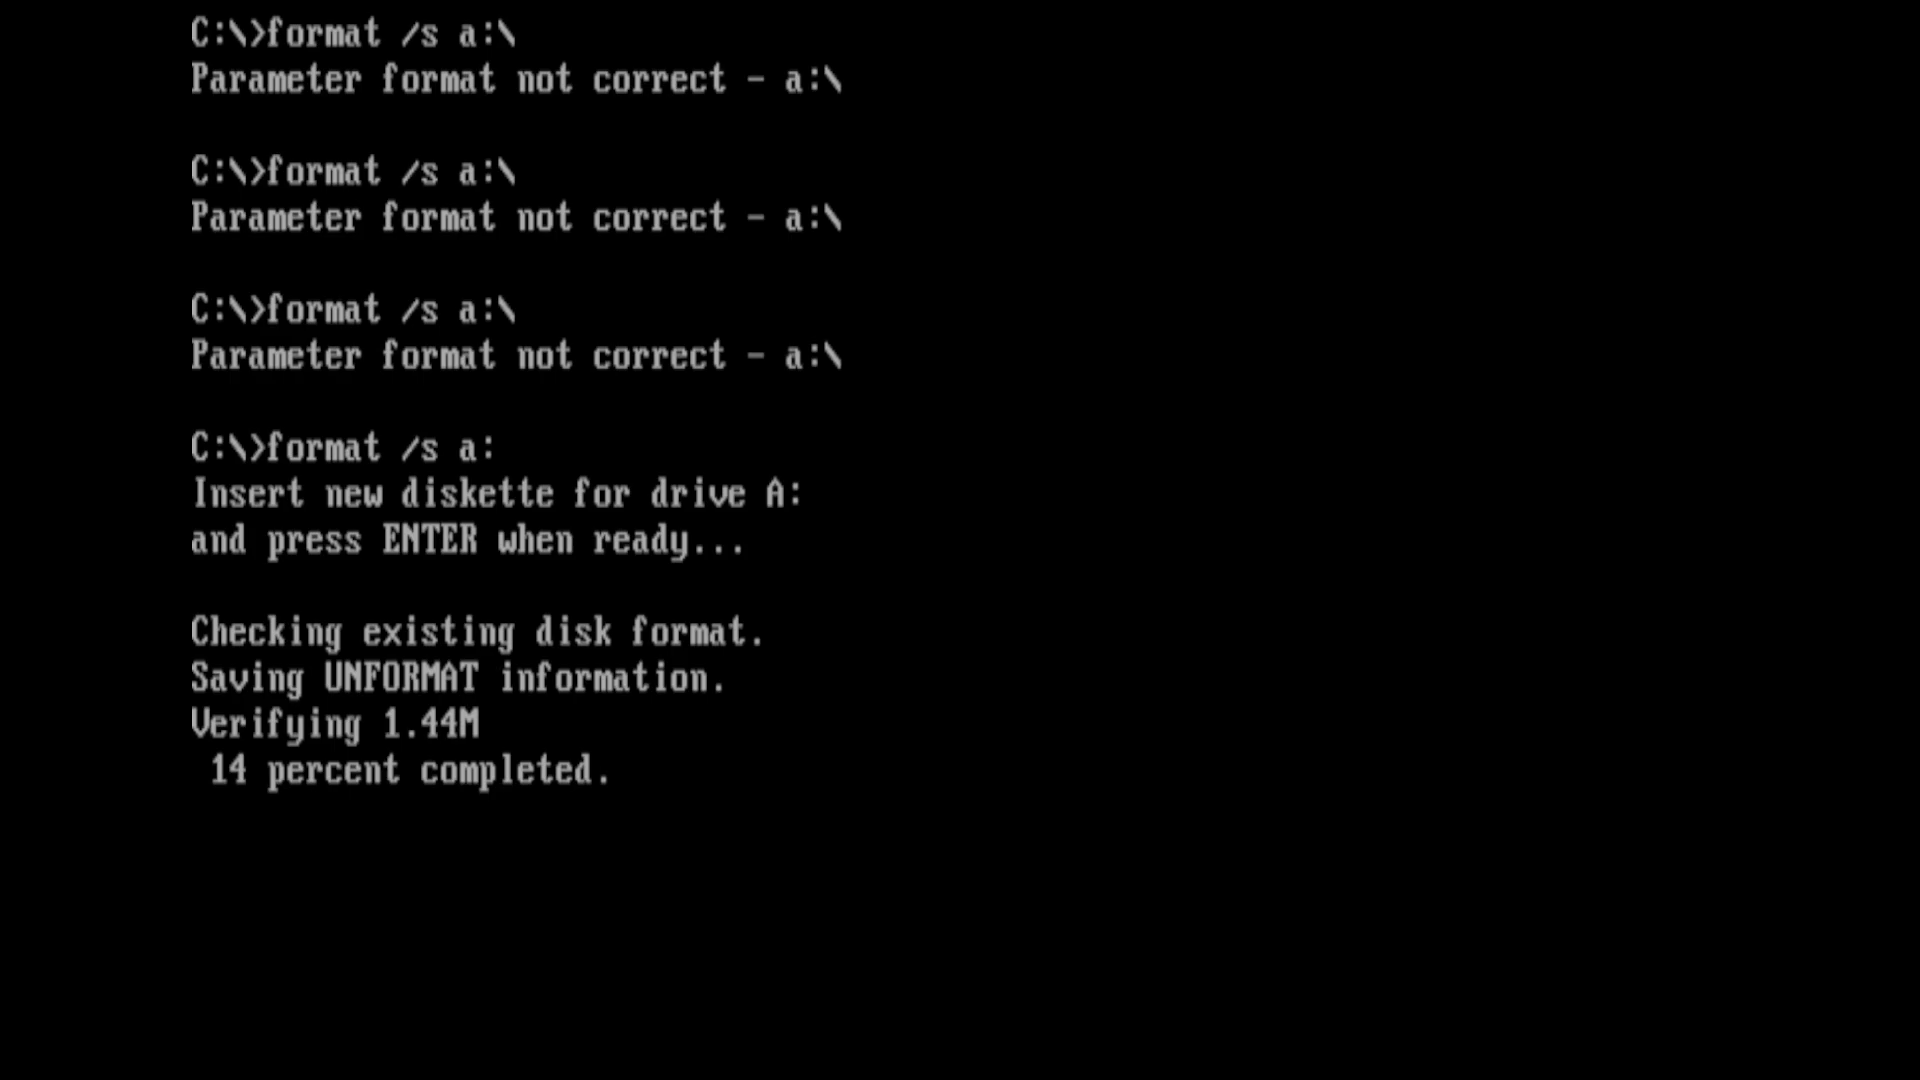 C:\>format /s a:\
Parameter format not correct - a:\
C:\>format /s a:\
Parameter format not correct - a:\
C:\>format /s a:\
Parameter format not correct - a:\
C:\>format /s a:
Insert new diskette for drive A:
and press ENTER when ready...
Checking existing disk format.
Saving UNFORMAT information.
Verifying 1.44M
14 percent completed.